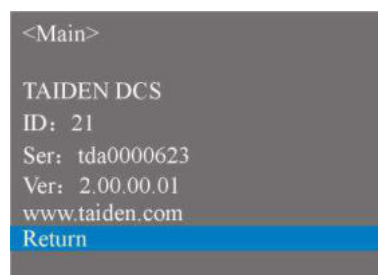 <Main>
TAIDEN DCS
ID：21
Ser：tda0000623
Ver：2.00.00.01
www.taiden.com
Return